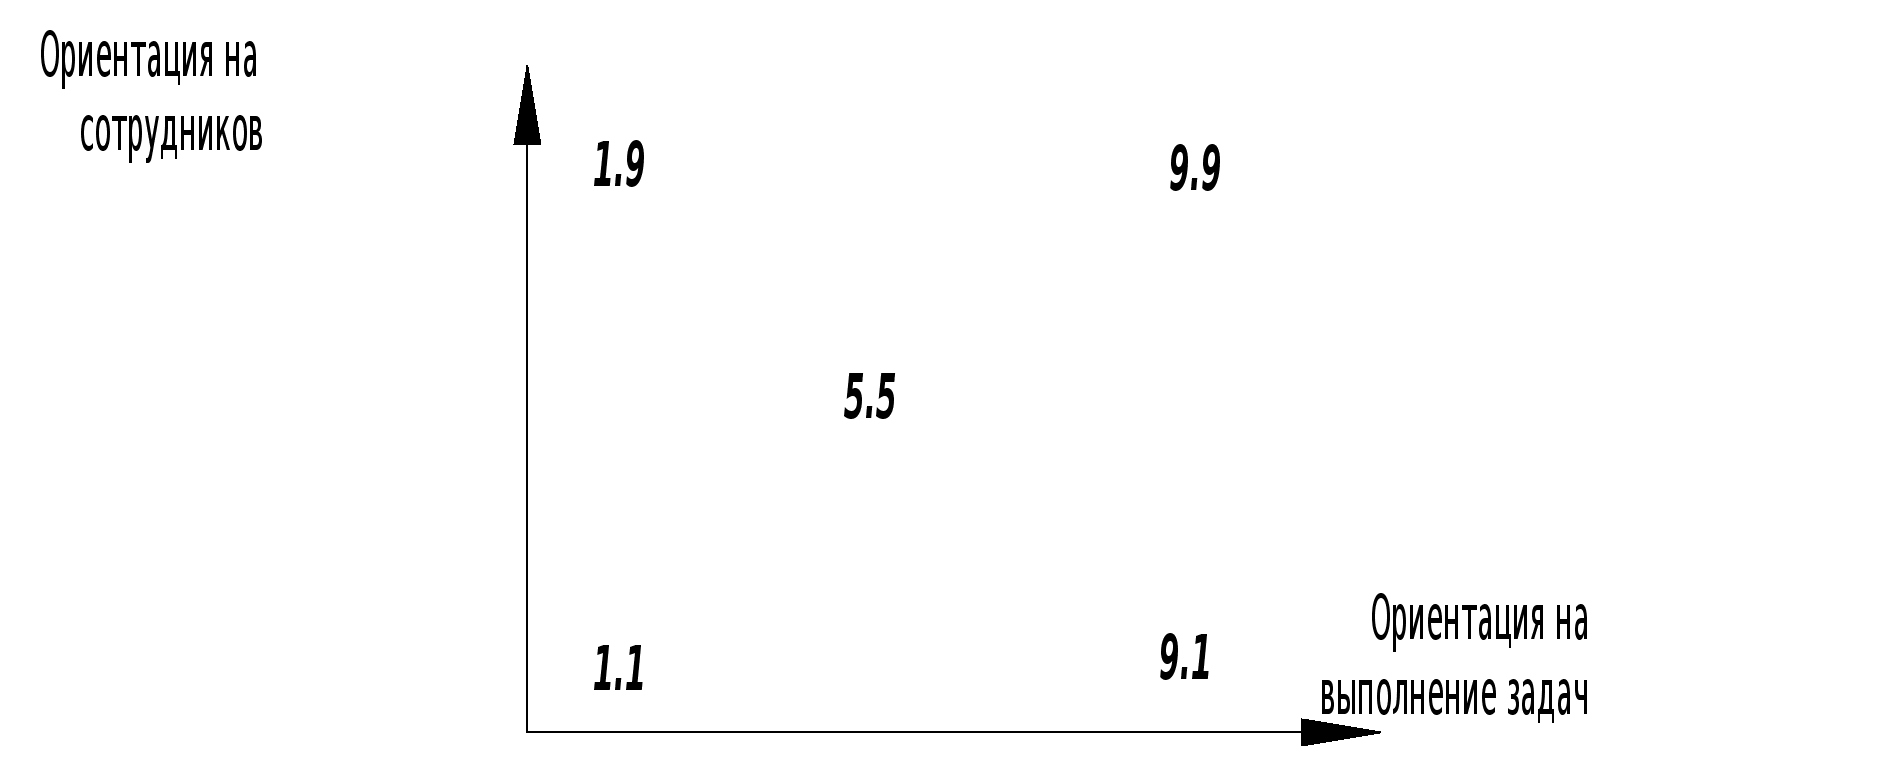 Ориентация на
сотрудников
1.9
9.9
5.5
1.1
9.1
Ориентация на
выполнение задач